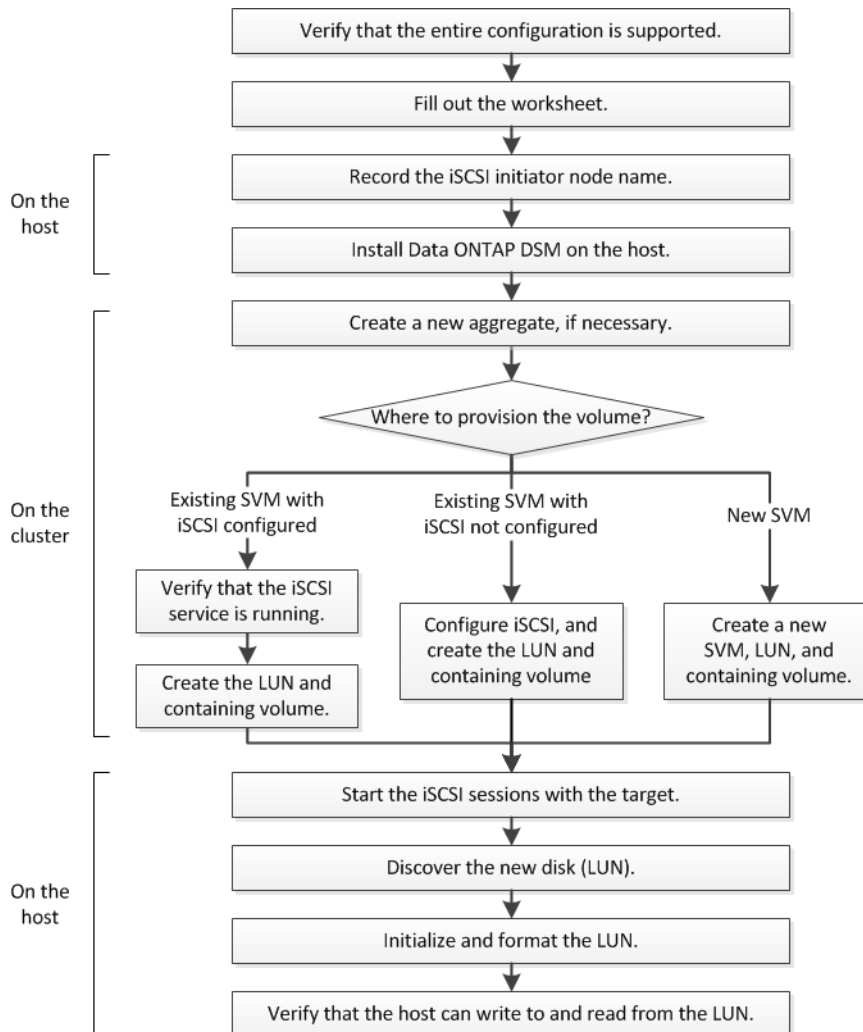 Verify that the entire configuration is supported.
Fill out the worksheet.
On the
host
Record the iSCSI initiator node name.
Install Data ONTAP DSM on the host.
Create a new aggregate, if necessary.
Where to provision the volume?
On the
cluster
Existing SVM with
iSCSI configured
Existing SVM with
iSCSI not configured
New SVM
Verify that the iSCSI
service is running.
Create the LUN and
containing volume.
Configure iSCSI, and
create the LUN and
containing volume
Create a new
SVM, LUN, and
containing volume.
Start the iSCSI sessions with the target.
Discover the new disk (LUN).
On the
host
Initialize and format the LUN.
Verify that the host can write to and read from the LUN.